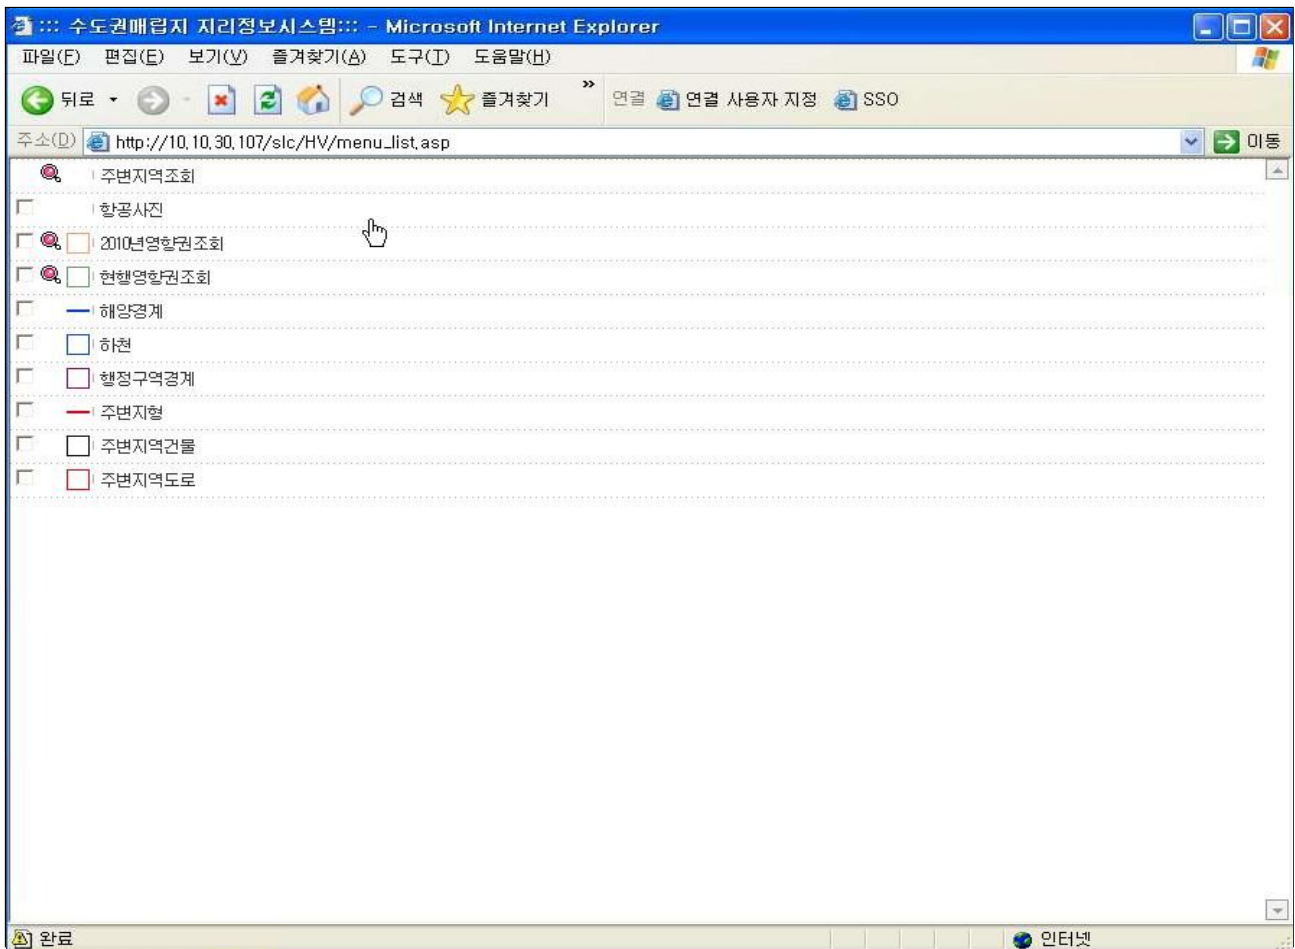 ::: 수도권매립지 지리정보시스템::: - Microsoft Internet Explorer
파일(F) 편집(E) 보기(V) 즐겨찾기(A) 도구(T) 도움말(H)
뒤로 검색 즐겨찾기 » 연결 연결 사용자 지정 SSO
주소(D) http://10.10.30.107/slc/HV/menu_list.asp 이동
주변지역조회
항공사진
2010년영향권조회
현행영향권조회
해양경계
하천
행정구역경계
주변지형
주변지역건물
주변지역도로
완료 인터넷